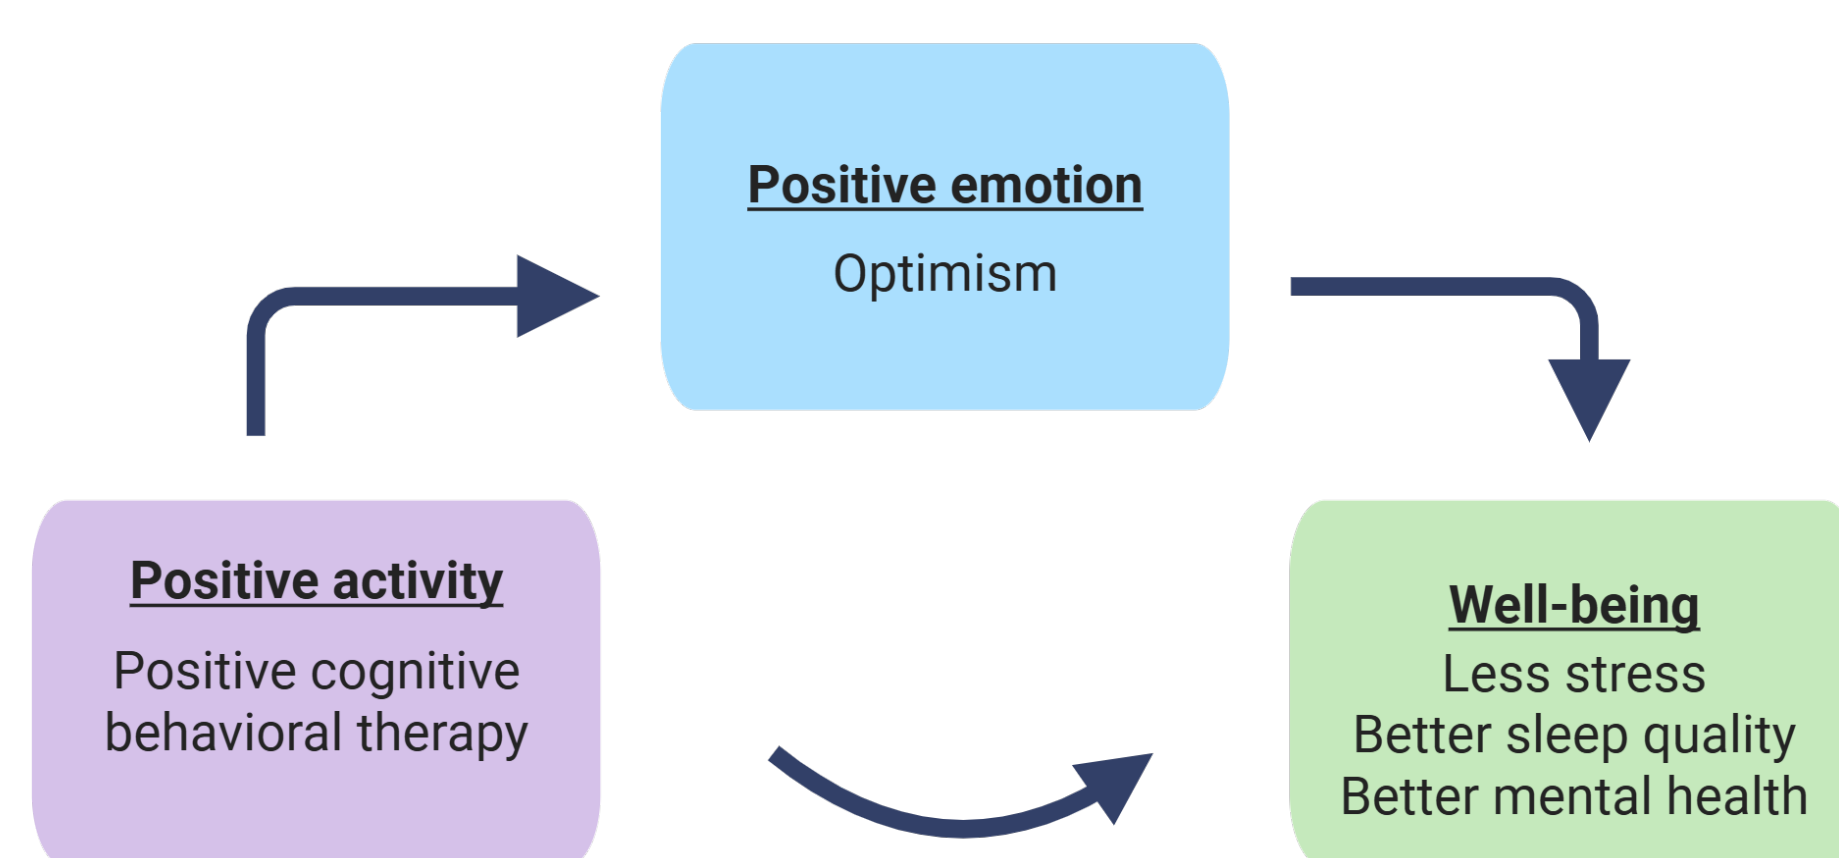 Positive emotion
Optimism
Positive activity
Positive cognitive
behavioral therapy
Well-being
Less stress
Better sleep quality
Better mental health